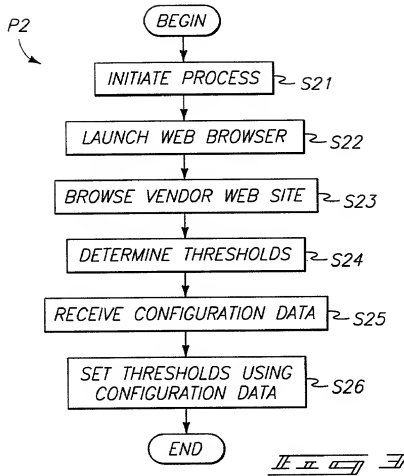 P2
BEGIN
INITIATE PROCESS
S21
LAUNCH WEB BROWSER
S22
BROWSE VENDOR WEB SITE
S23
DETERMINE THRESHOLDS
S24
RECEIVE CONFIGURATION DATA
S25
SET THRESHOLDS USING
CONFIGURATION DATA
S26
END